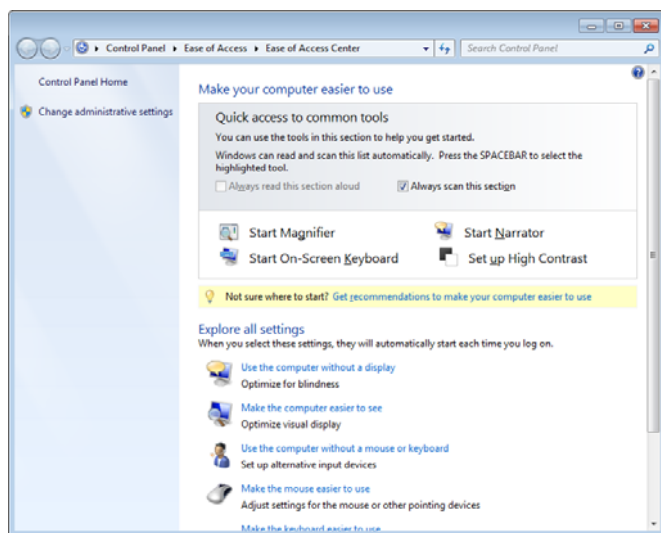 Control Panel ▸ Ease of Access ▸ Ease of Access Center
Search Control Panel
Control Panel Home
Change administrative settings
Make your computer easier to use
Quick access to common tools
You can use the tools in this section to help you get started.
Windows can read and scan this list automatically. Press the SPACEBAR to select the
highlighted tool.
Always read this section aloud
Always scan this section
Start Magnifier
Start Narrator
Start On-Screen Keyboard
Set up High Contrast
Not sure where to start? Get recommendations to make your computer easier to use
Explore all settings
When you select these settings, they will automatically start each time you log on.
Use the computer without a display
Optimize for blindness
Make the computer easier to see
Optimize visual display
Use the computer without a mouse or keyboard
Set up alternative input devices
Make the mouse easier to use
Adjust settings for the mouse or other pointing devices
Make the keyboard easier to use